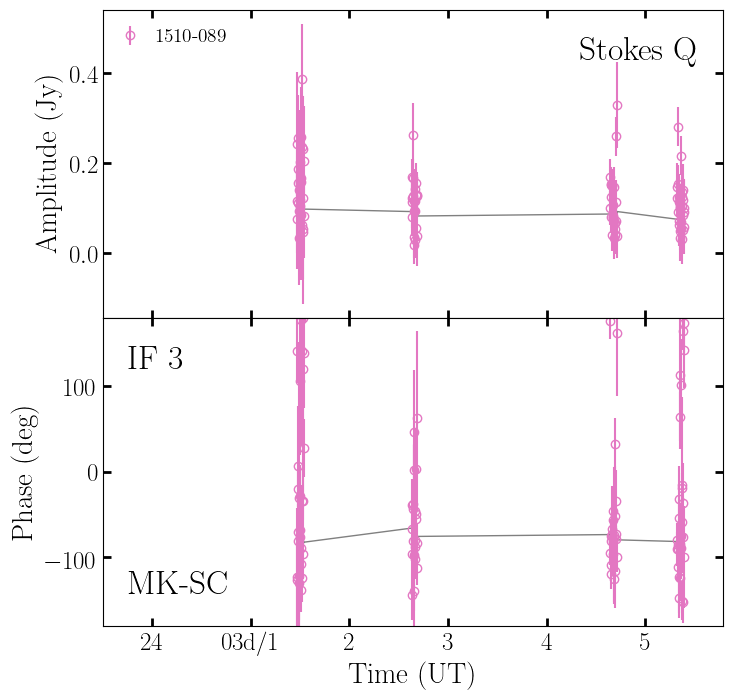 1510-089
Stokes Q
Amplitude (Jy)
0.4
0.2
0.0
IF 3
MK-SC
Phase (deg)
100
0
−100
24 03d/1 2 3 4 5
Time (UT)